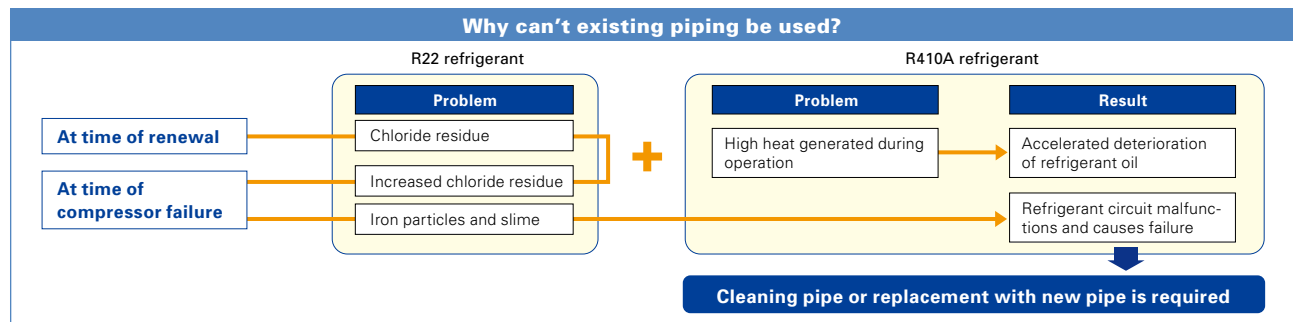 Why can't existing piping be used?
R22 refrigerant
R410A refrigerant
Problem
Problem
Result
At time of renewal
Chloride residue
High heat generated during
operation
Accelerated deterioration
of refrigerant oil
At time of
compressor failure
Increased chloride residue
Iron particles and slime
Refrigerant circuit malfunc-
tions and causes failure
Cleaning pipe or replacement with new pipe is required